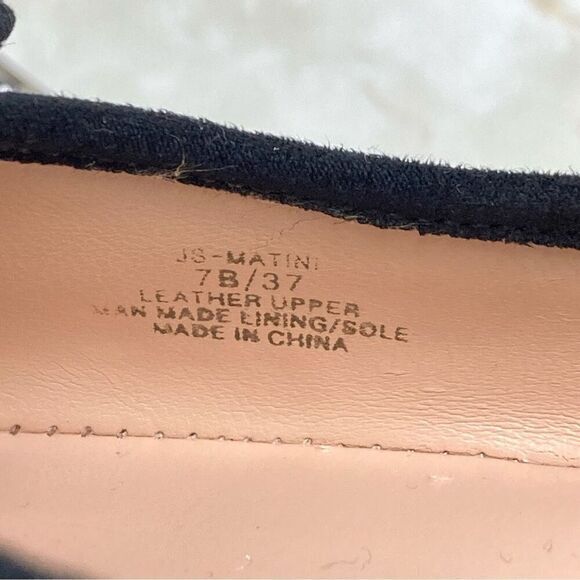 JS-MATINI
7B/37
LEATHER UPPER
MAN MADE LINING/SOLE
MADE IN CHINA